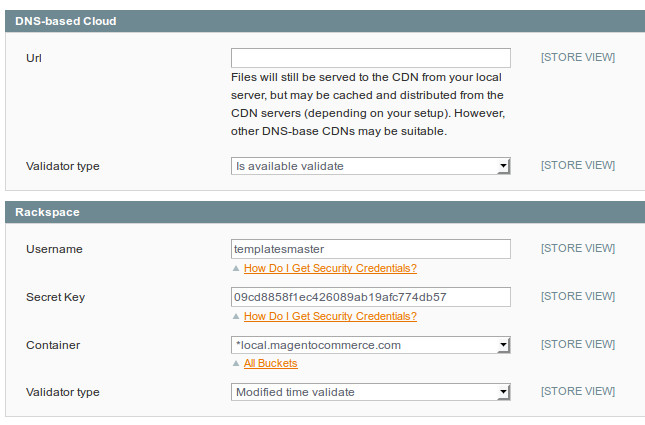 DNS-based Cloud
Url [STORE VIEW]
Files will still be served to the CDN from your local
server, but may be cached and distributed from the
CDN servers (depending on your setup). However,
other DNS-base CDNs may be suitable.
Validator type Is available validate [STORE VIEW]
Rackspace
Username templatesmaster [STORE VIEW]
How Do I Get Security Credentials?
Secret Key 09cd8858f1ec426089ab19afc774db57 [STORE VIEW]
How Do I Get Security Credentials?
Container *local.magentocommerce.com [STORE VIEW]
All Buckets
Validator type Modified time validate [STORE VIEW]